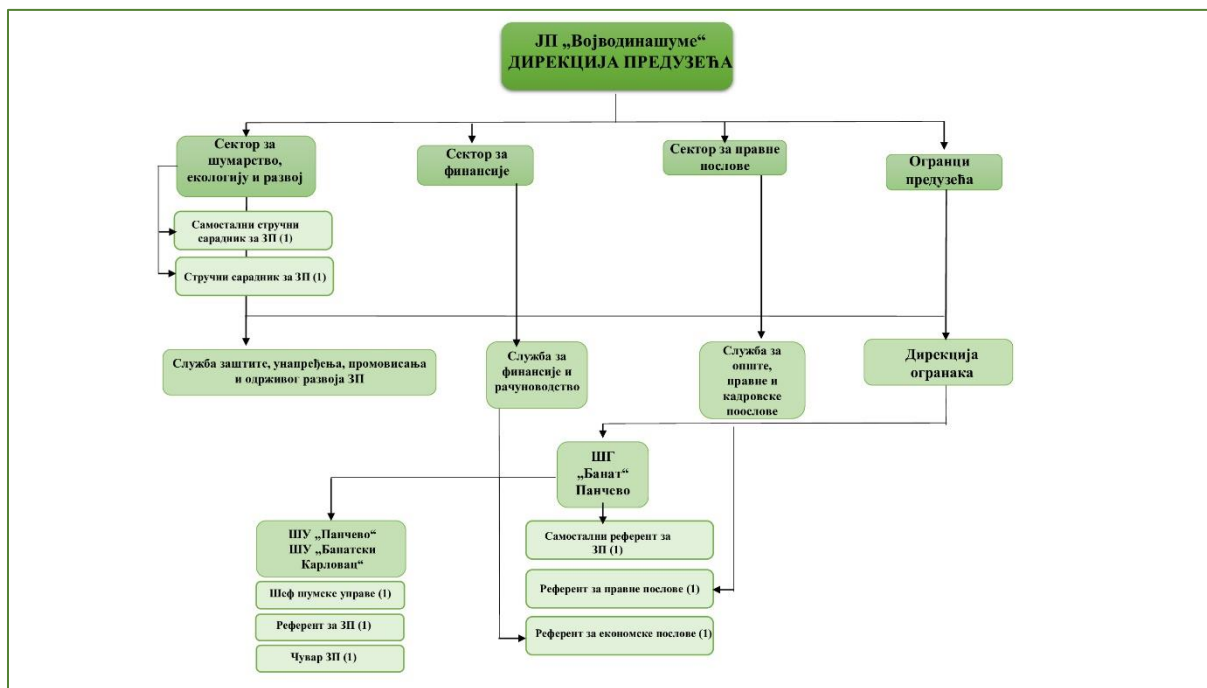 ЈП „Војводинашуме“
ДИРЕКЦИЈА ПРЕДУЗЕЋА
Сектор за
шумарство,
екологију и развој
Сектор за
финансије
Сектор за правне
послове
Огранци
предузећа
Самостални стручни
сарадник за ЗП (1)
Стручни сарадник за ЗП (1)
Служба заштите, унапређења, промовисања
и одрживог развоја ЗП
Служба за
финансије и
рачуноводство
Служба за
опште,
правне и
кадровске
поослове
Дирекција
огранака
ШГ
„Банат“
Панчево
ШУ „Панчево“
ШУ „Банатски
Карловац“
Шеф шумске управе (1)
Референт за ЗП (1)
Чувар ЗП (1)
Самостални референт за
ЗП (1)
Референт за правне послове (1)
Референт за економске послове (1)